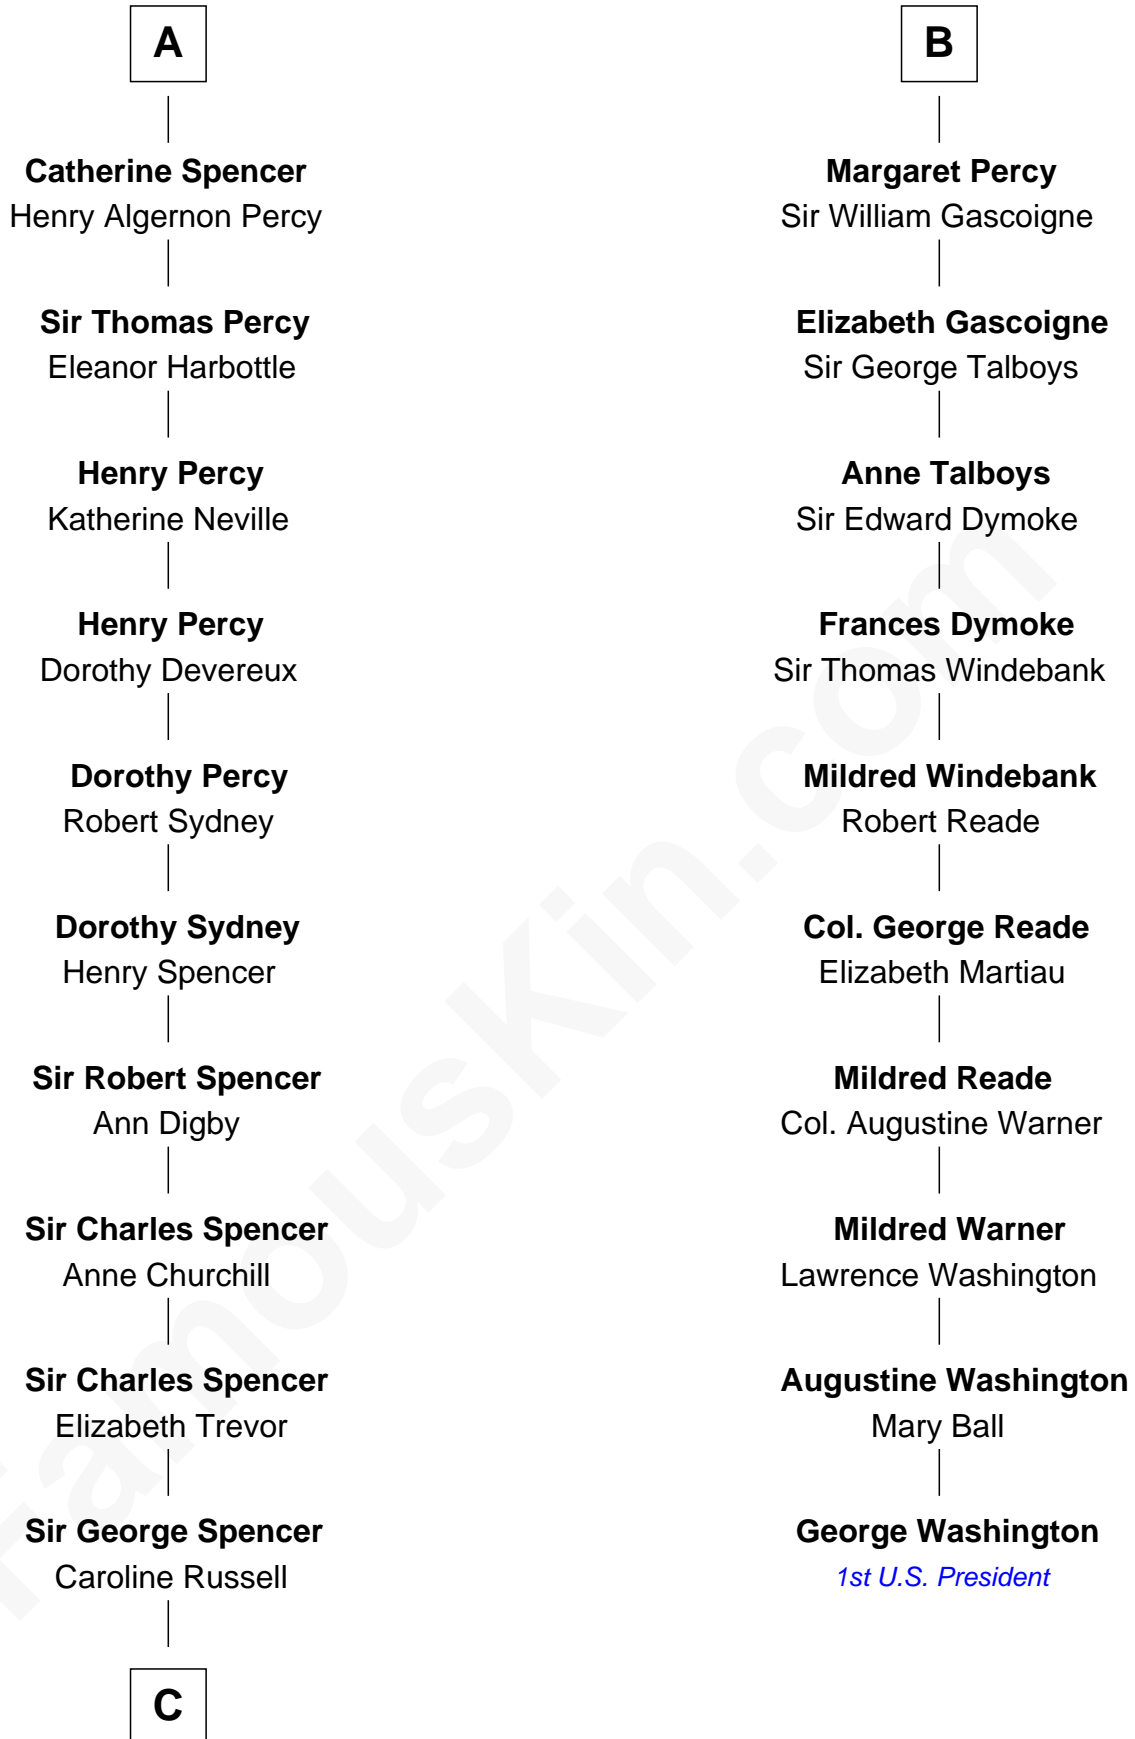 A
Catherine Spencer
Henry Algernon Percy
Sir Thomas Percy
Eleanor Harbottle
Henry Percy
Katherine Neville
Henry Percy
Dorothy Devereux
Dorothy Percy
Robert Sydney
Dorothy Sydney
Henry Spencer
Sir Robert Spencer
Ann Digby
Sir Charles Spencer
Anne Churchill
Sir Charles Spencer
Elizabeth Trevor
Sir George Spencer
Caroline Russell
C
B
Margaret Percy
Sir William Gascoigne
Elizabeth Gascoigne
Sir George Talboys
Anne Talboys
Sir Edward Dymoke
Frances Dymoke
Sir Thomas Windebank
Mildred Windebank
Robert Reade
Col. George Reade
Elizabeth Martiau
Mildred Reade
Col. Augustine Warner
Mildred Warner
Lawrence Washington
Augustine Washington
Mary Ball
George Washington
1st U.S. President
FamousKin.com